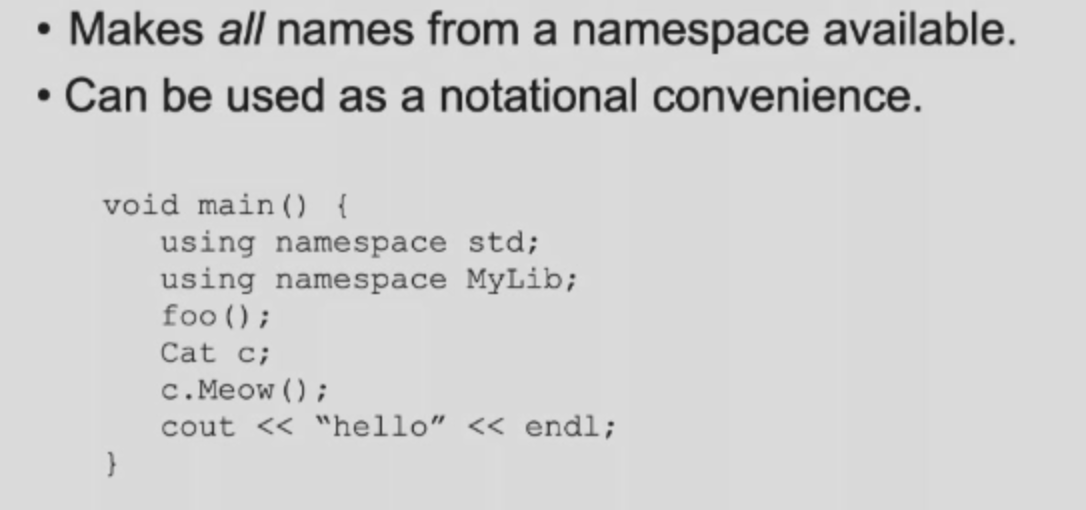 • Makes all names from a namespace available.
• Can be used as a notational convenience.
void main() {
using namespace std;
using namespace MyLib;
foo();
Cat c;
c.Meow();
cout << “hello” << endl;
}